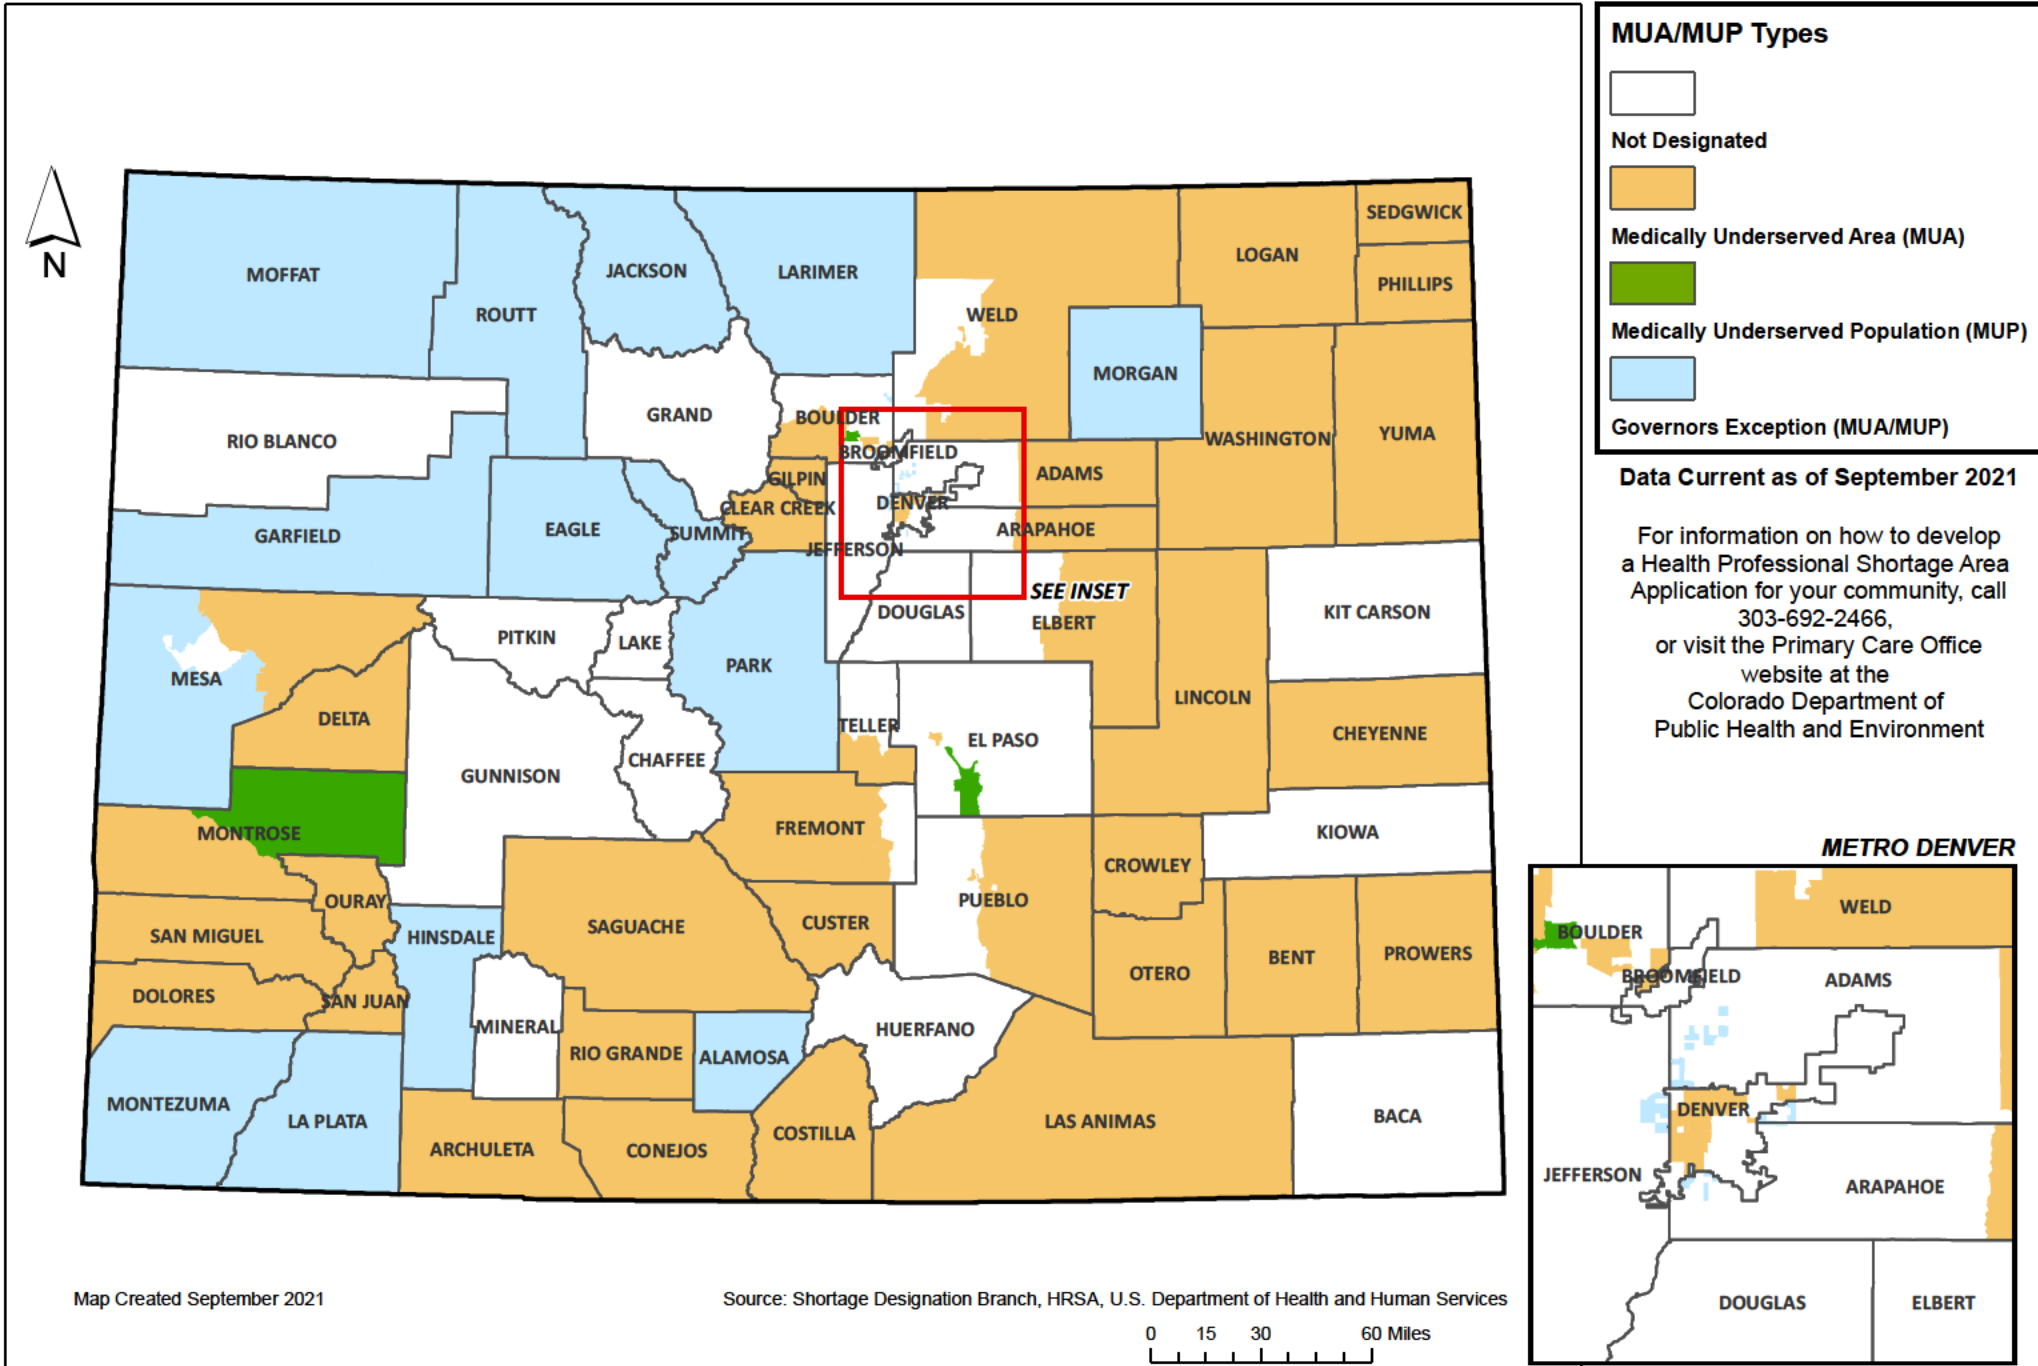 MUA/MUP Types
Not Designated
Medically Underserved Area (MUA)
Medically Underserved Population (MUP)
Governors Exception (MUA/MUP)
Data Current as of September 2021
For information on how to develop
a Health Professional Shortage Area
Application for your community, call
303-692-2466,
or visit the Primary Care Office
website at the
Colorado Department of
Public Health and Environment
N
MOFFAT
ROUTT
JACKSON
LARIMER
WELD
LOGAN
SEDGWICK
PHILLIPS
MORGAN
RIO BLANCO
GRAND
BOULDER
BROOMFIELD
WASHINGTON
YUMA
GILPIN
ADAMS
CLEAR CREEK
DENVER
GARFIELD
EAGLE
SUMMIT
ARAPAHOE
JEFFERSON
SEE INSET
DOUGLAS
ELBERT
KIT CARSON
PITKIN
LAKE
PARK
MESA
LINCOLN
DELTA
TELLER
EL PASO
CHEYENNE
GUNNISON
CHAFFEE
MONTROSE
FREMONT
KIOWA
CROWLEY
OURAY
PUEBLO
SAN MIGUEL
HINSDALE
SAGUACHE
CUSTER
OTERO
BENT
PROWERS
DOLORES
SAN JUAN
MINERAL
HUERFANO
RIO GRANDE
ALAMOSA
MONTEZUMA
LA PLATA
ARCHULETA
CONEJOS
COSTILLA
LAS ANIMAS
BACA
METRO DENVER
WELD
BOULDER
BROOMFIELD
ADAMS
DENVER
JEFFERSON
ARAPAHOE
DOUGLAS
ELBERT
Map Created September 2021
Source: Shortage Designation Branch, HRSA, U.S. Department of Health and Human Services
0 15 30 60 Miles